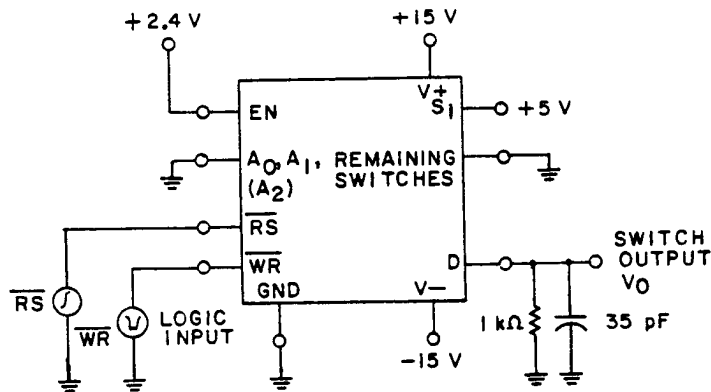 +2.4 V
+15 V
EN
V+
S1
+5 V
A0, A1, REMAINING
(A2) SWITCHES
RS
WR
D
GND
V−
SWITCH
OUTPUT
VO
RS
WR
LOGIC
INPUT
−15 V
1 kΩ
35 pF